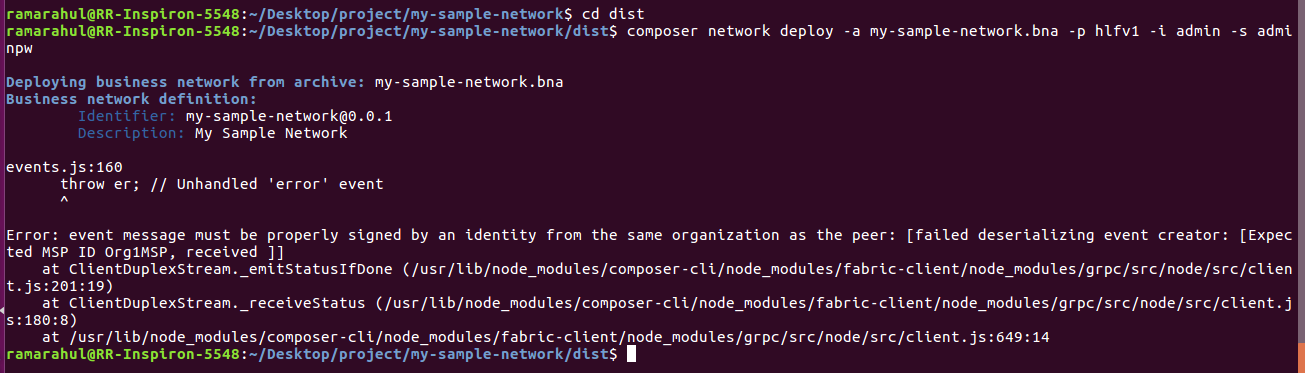 ramarahul@RR-Inspiron-5548:~/Desktop/project/my-sample-network$ cd dist
ramarahul@RR-Inspiron-5548:~/Desktop/project/my-sample-network/dist$ composer network deploy -a my-sample-network.bna -p hlfv1 -i admin -s admi
npw
Deploying business network from archive: my-sample-network.bna
Business network definition:
Identifier: my-sample-network@0.0.1
Description: My Sample Network
events.js:160
throw er; // Unhandled 'error' event
^
Error: event message must be properly signed by an identity from the same organization as the peer: [failed deserializing event creator: [Expec
ted MSP ID Org1MSP, received ]]
at ClientDuplexStream._emitStatusIfDone (/usr/lib/node_modules/composer-cli/node_modules/fabric-client/node_modules/grpc/src/node/src/clien
t.js:201:19)
at ClientDuplexStream._receiveStatus (/usr/lib/node_modules/composer-cli/node_modules/fabric-client/node_modules/grpc/src/node/src/client.j
s:180:8)
at /usr/lib/node_modules/composer-cli/node_modules/fabric-client/node_modules/grpc/src/node/src/client.js:649:14
ramarahul@RR-Inspiron-5548:~/Desktop/project/my-sample-network/dist$